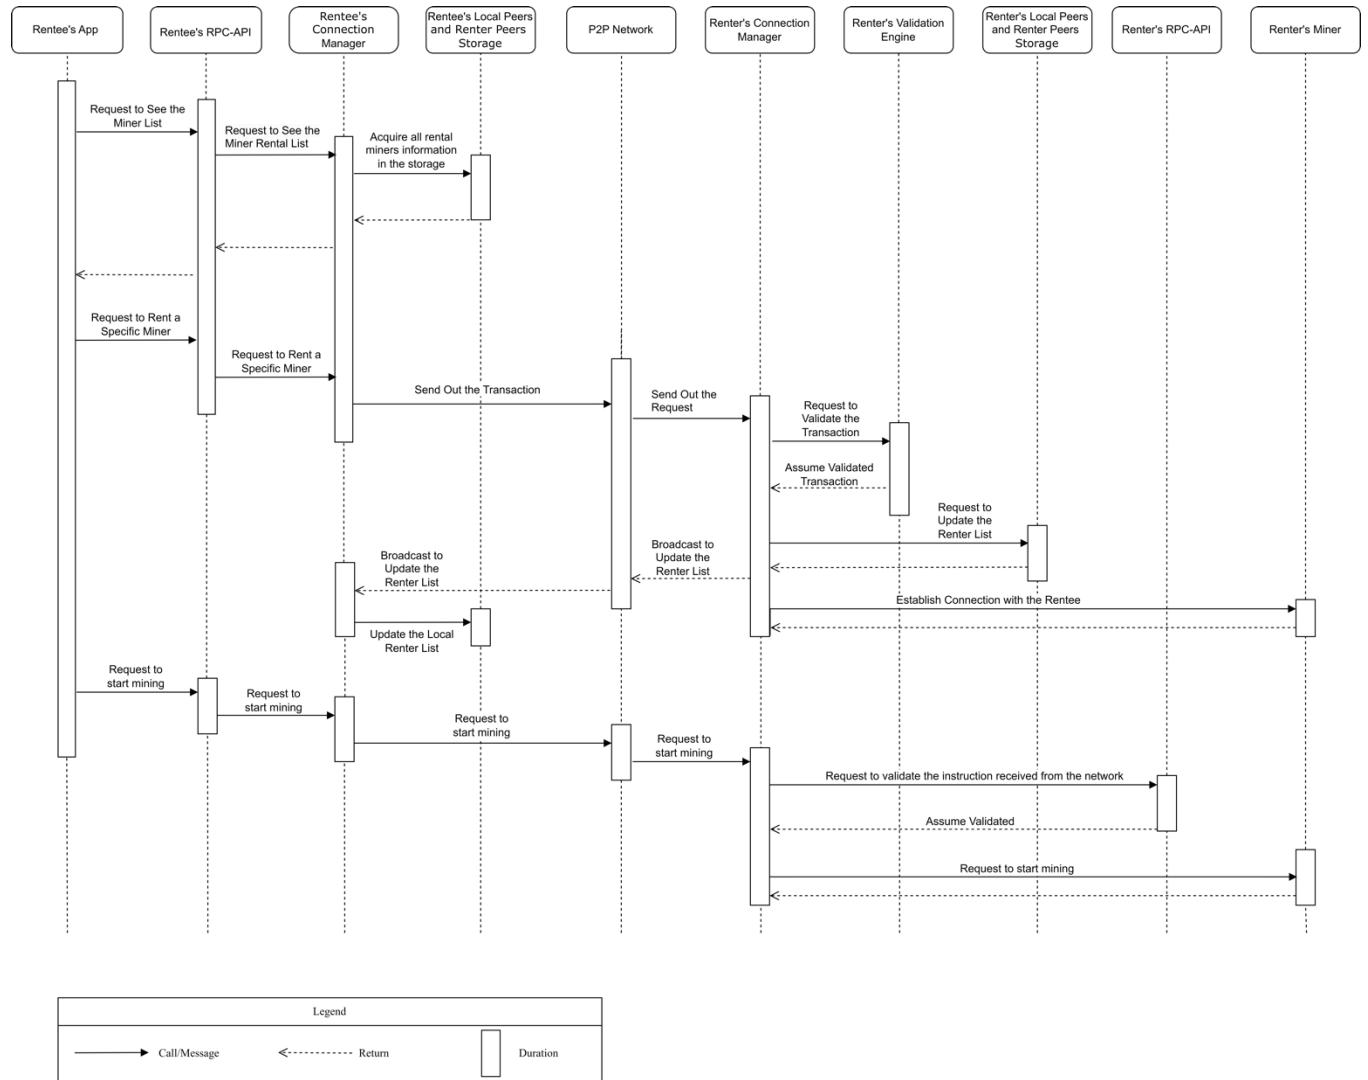 Rentee's App
Rentee's RPC-API
Rentee's
Connection
Manager
Rentee's Local Peers
and Renter Peers
Storage
P2P Network
Renter's Connection
Manager
Renter's Validation
Engine
Renter's Local Peers
and Renter Peers
Storage
Renter's RPC-API
Renter's Miner
Request to See the
Miner List
Request to See the
Miner Rental List
Acquire all rental
miners information
in the storage
Request to Rent a
Specific Miner
Request to Rent a
Specific Miner
Send Out the Transaction
Send Out the
Request
Request to
Validate the
Transaction
Assume Validated
Transaction
Request to
Update the
Renter List
Broadcast to
Update the
Renter List
Broadcast to
Update the
Renter List
Establish Connection with the Rentee
Update the Local
Renter List
Request to
start mining
Request to
start mining
Request to
start mining
Request to
start mining
Request to validate the instruction received from the network
Assume Validated
Request to start mining
Legend
Call/Message
Return
Duration